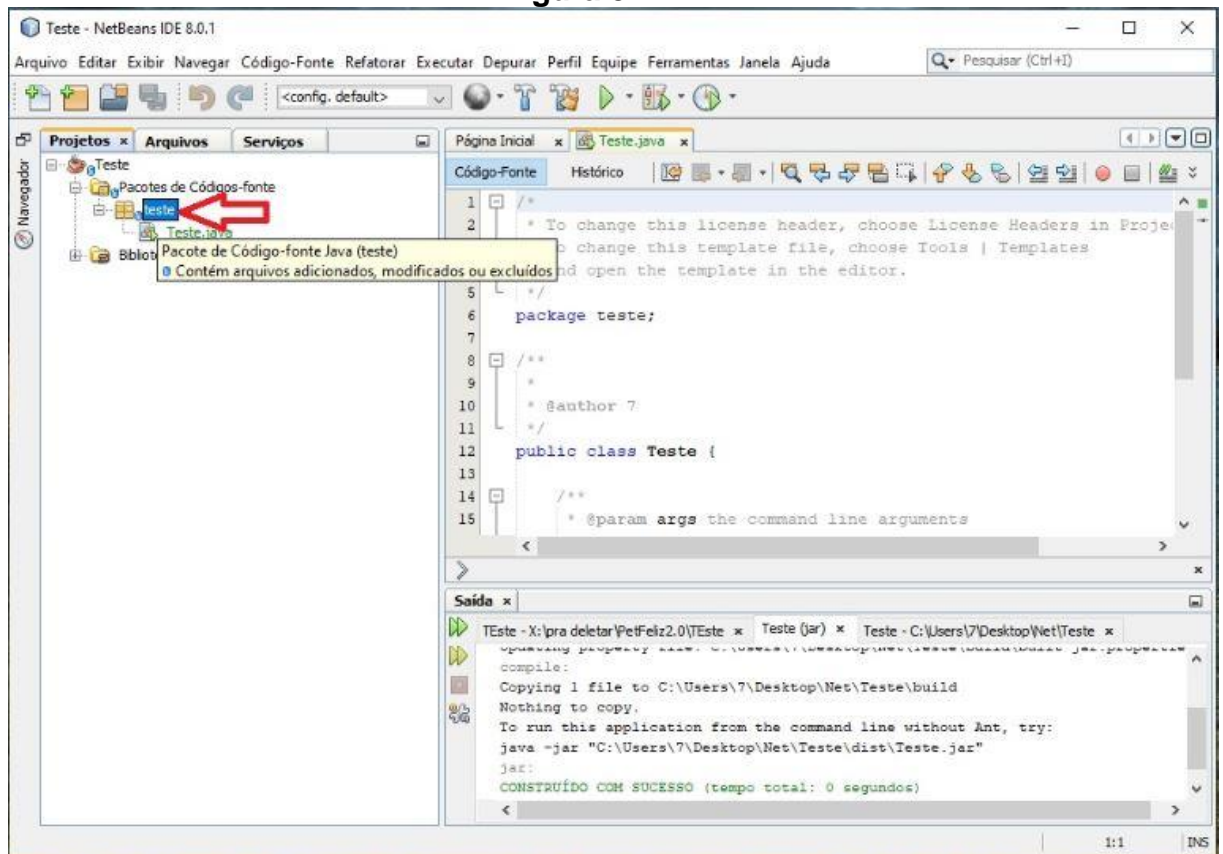 Teste - NetBeans IDE 8.0.1
Arquivo Editar Exibir Navegar Código-Fonte Refatorar Executar Depurar Perfil Equipe Ferramentas Janela Ajuda
Pesquisar (Ctrl+I)
<config. default>
Projetos Arquivos Serviços
Navegador
Teste
Pacotes de Códigos-fonte
teste
Teste.java
Pacote de Código-fonte Java (teste)
Contém arquivos adicionados, modificados ou excluídos
Página Inicial Teste.java
Código-Fonte Histórico
1 /*
2 * To change this license header, choose License Headers in
change this template file, choose Tools | Templates
open the template in the editor.
5 */
6 package teste;
7
8 /**
9 *
10 * @author 7
11 */
12 public class Teste {
13
14 /**
15 * @param args the command line arguments
Saída
TEste - X:\pra deletar\PetFeliz2.0\TEste Teste (jar) Teste - C:\Users\7\Desktop\Net\Teste
compile:
Copying 1 file to C:\Users\7\Desktop\Net\Teste\build
Nothing to copy.
To run this application from the command line without Ant, try:
java -jar "C:\Users\7\Desktop\Net\Teste\dist\Teste.jar"
jar:
CONSTRUÍDO COM SUCESSO (tempo total: 0 segundos)
1:1 INS